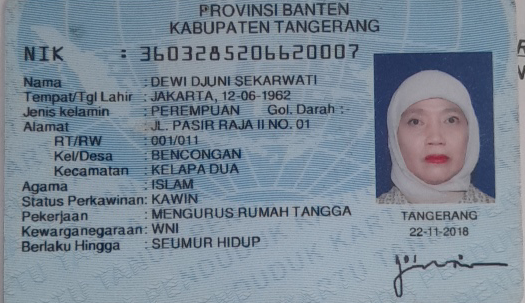 PROVINSI BANTEN
KABUPATEN TANGERANG
NIK : 3603285206620007
Nama : DEWI DJUNI SEKARWATI
Tempat/Tgl Lahir : JAKARTA, 12-06-1962
Jenis kelamin : PEREMPUAN Gol. Darah :-
Alamat : JL. PASIR RAJA II NO. 01
RT/RW : 001/011
Kel/Desa : BENCONGAN
Kecamatan : KELAPA DUA
Agama : ISLAM
Status Perkawinan: KAWIN
Pekerjaan : MENGURUS RUMAH TANGGA
Kewarganegaraan: WNI
Berlaku Hingga : SEUMUR HIDUP
TANGERANG
22-11-2018